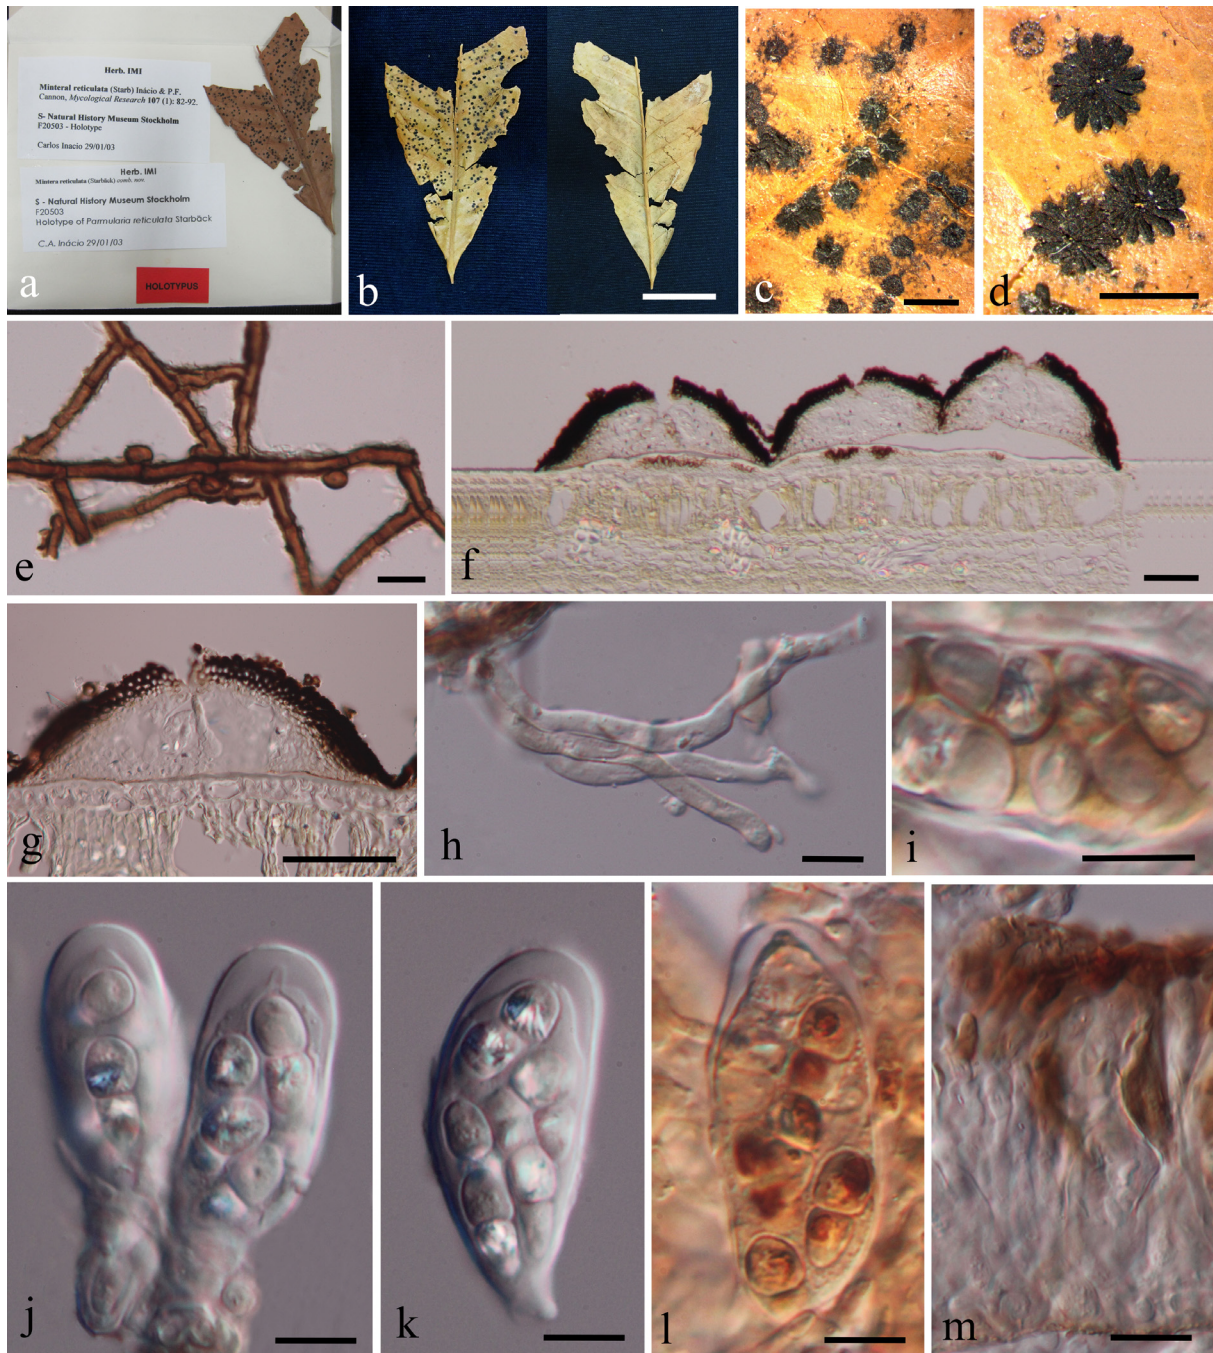 Herb. IMI
Minteral reticulata (Starb) Inácio & P.F.
Cannon, Mycological Research 107 (1): 82-92.
S- Natural History Museum Stockholm
F20503 - Holotype
Carlos Inacio 29/01/03
Herb. IMI
Mintera reticulata (Starbäck) comb. nov.
S - Natural History Museum Stockholm
F20503
Holotype of Parmularia reticulata Starbäck
C.A. Inácio 29/01/03
HOLOTYPUS
a
b
c
d
e
f
g
h
i
j
k
l
m